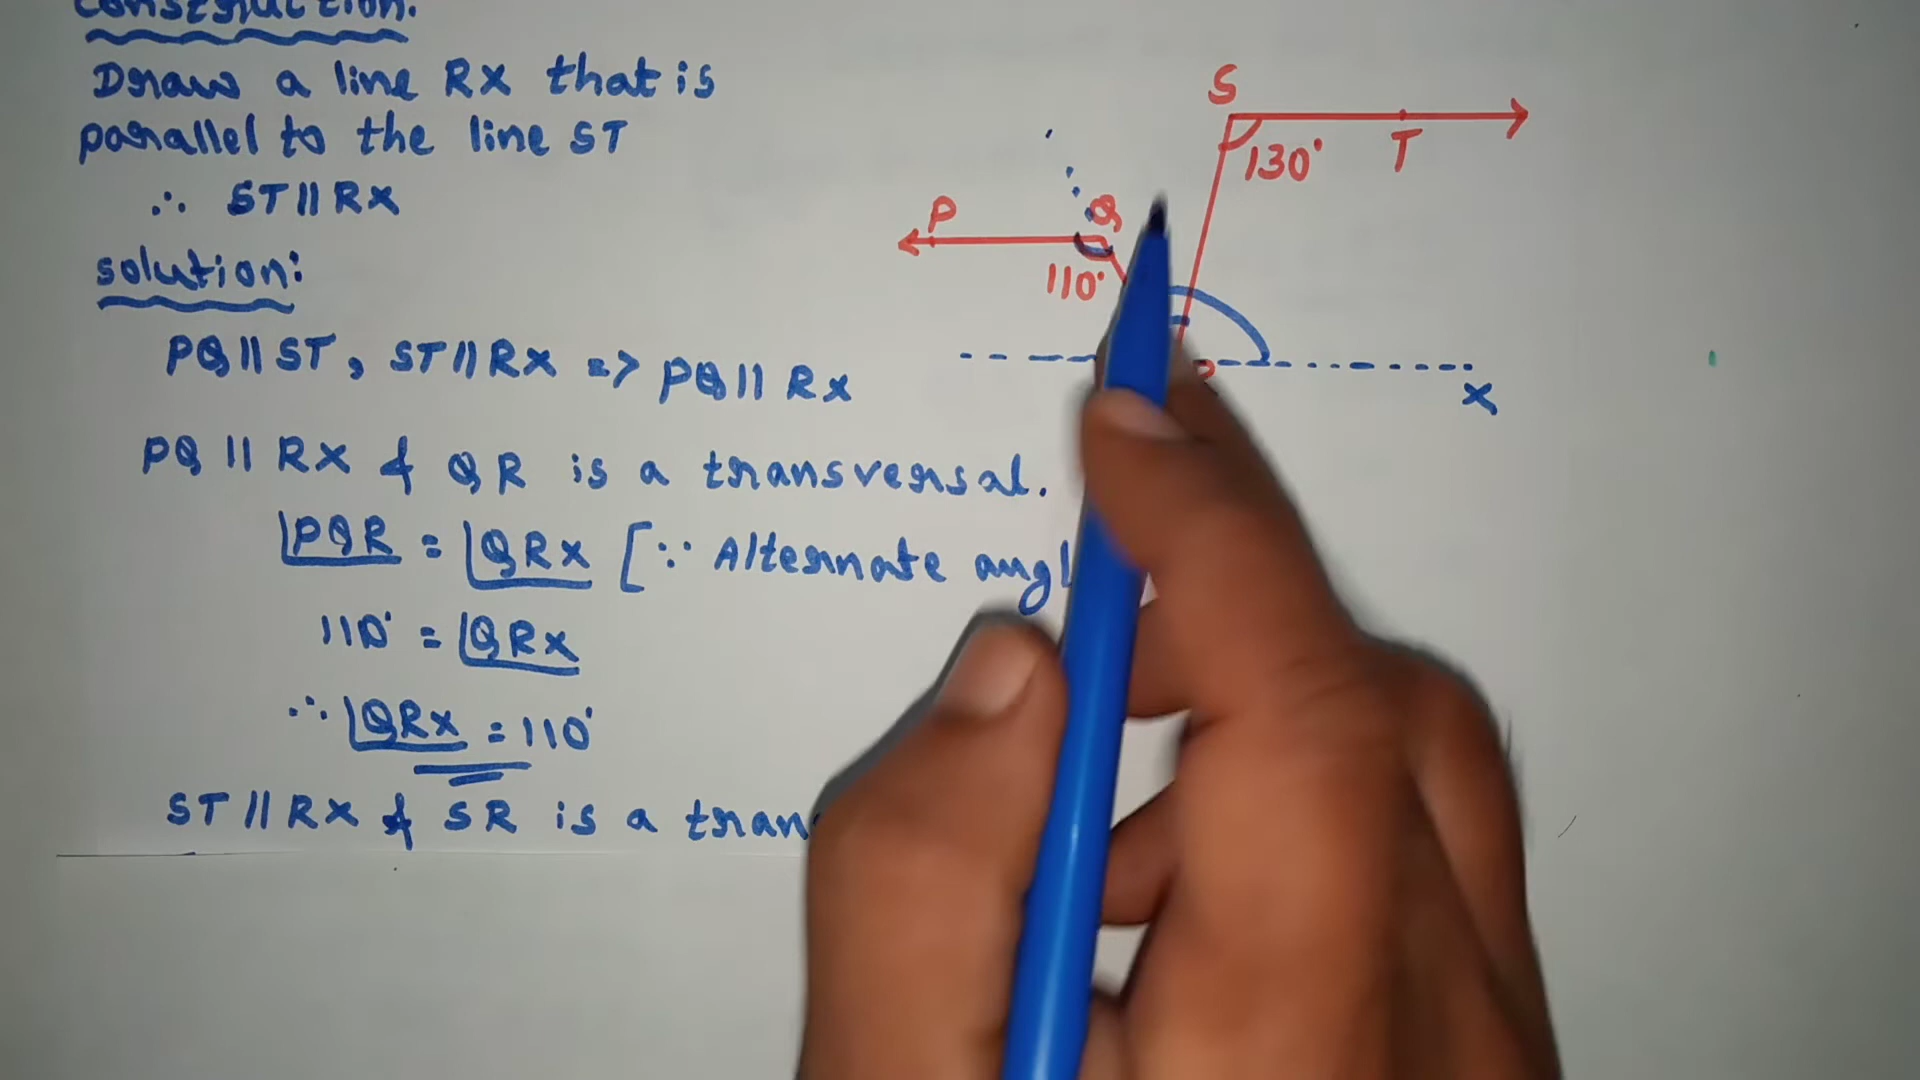 Construction:
Draw a line RX that is
parallel to the line ST
∴ ST || RX
solution:
PQ || ST, ST || RX => PQ || RX
PQ || RX & QR is a transversal.
∠PQR = ∠QRX [∵ Alternate
110° = ∠QRX
∴ ∠QRX = 110°
ST || RX & SR is a
S
130°
T
P
Q
110°
X